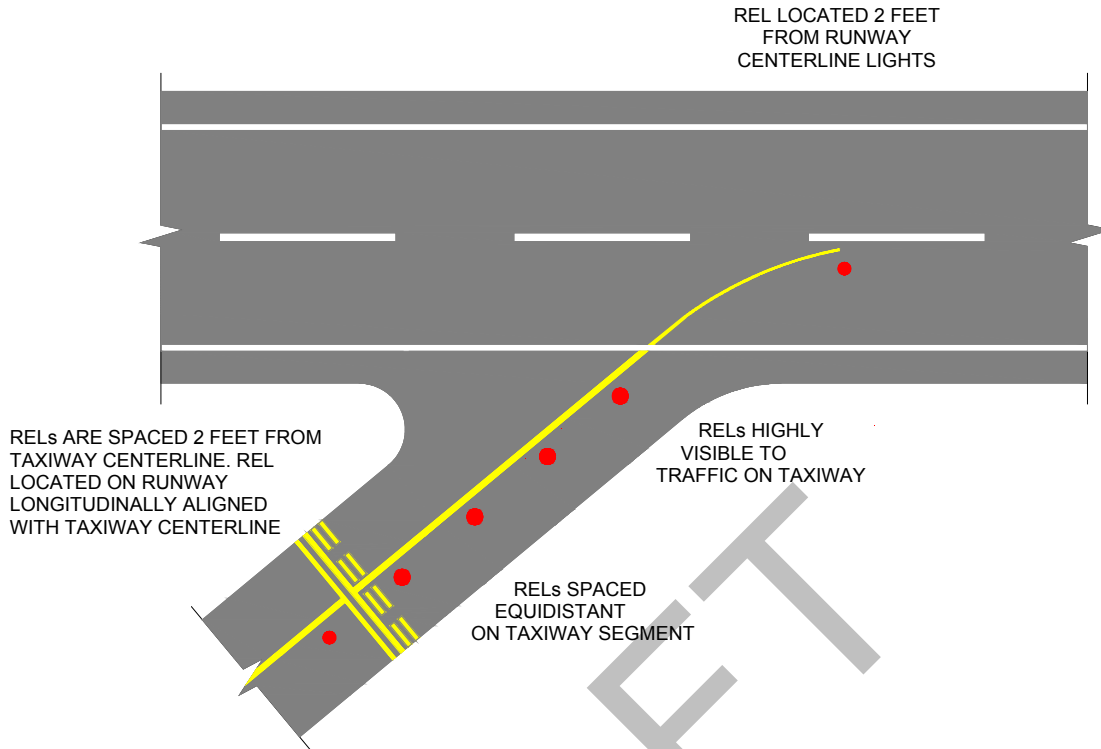 REL LOCATED 2 FEET
FROM RUNWAY
CENTERLINE LIGHTS
RELs ARE SPACED 2 FEET FROM
TAXIWAY CENTERLINE. REL
LOCATED ON RUNWAY
LONGITUDINALLY ALIGNED
WITH TAXIWAY CENTERLINE
RELs HIGHLY
VISIBLE TO
TRAFFIC ON TAXIWAY
RELs SPACED
EQUIDISTANT
ON TAXIWAY SEGMENT